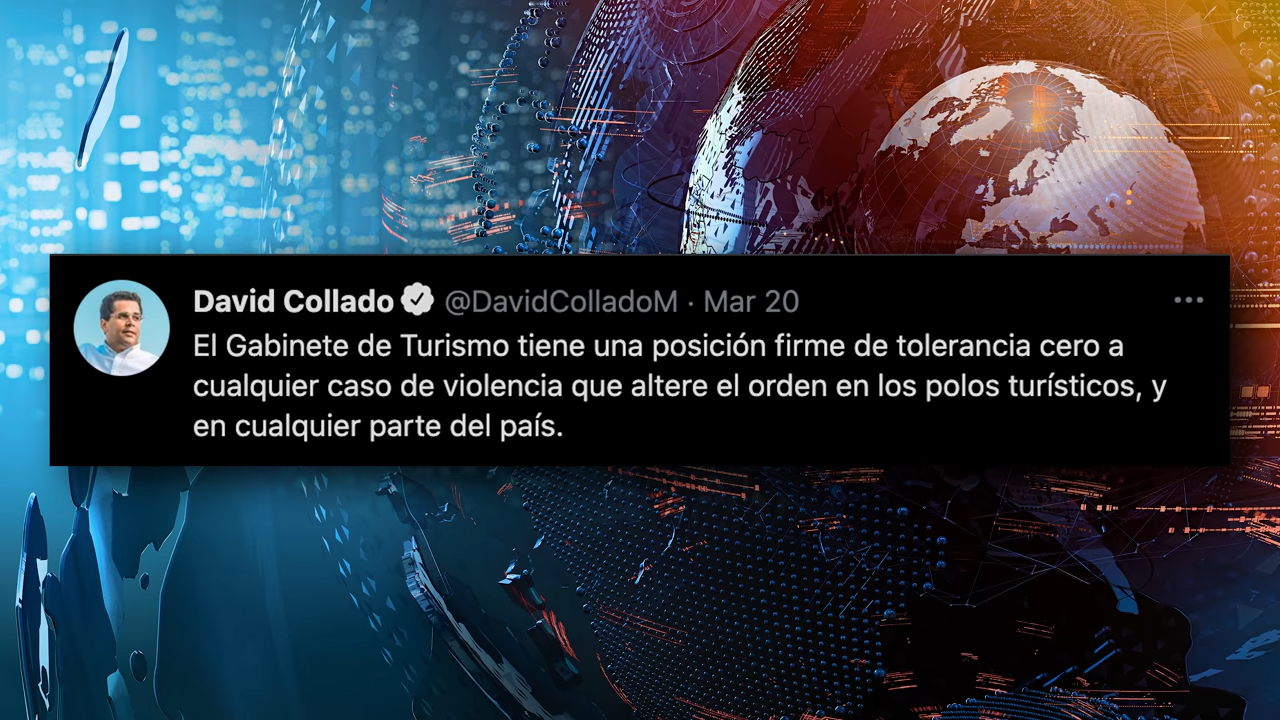 David Collado @DavidColladoM · Mar 20
El Gabinete de Turismo tiene una posición firme de tolerancia cero a
cualquier caso de violencia que altere el orden en los polos turísticos, y
en cualquier parte del país.